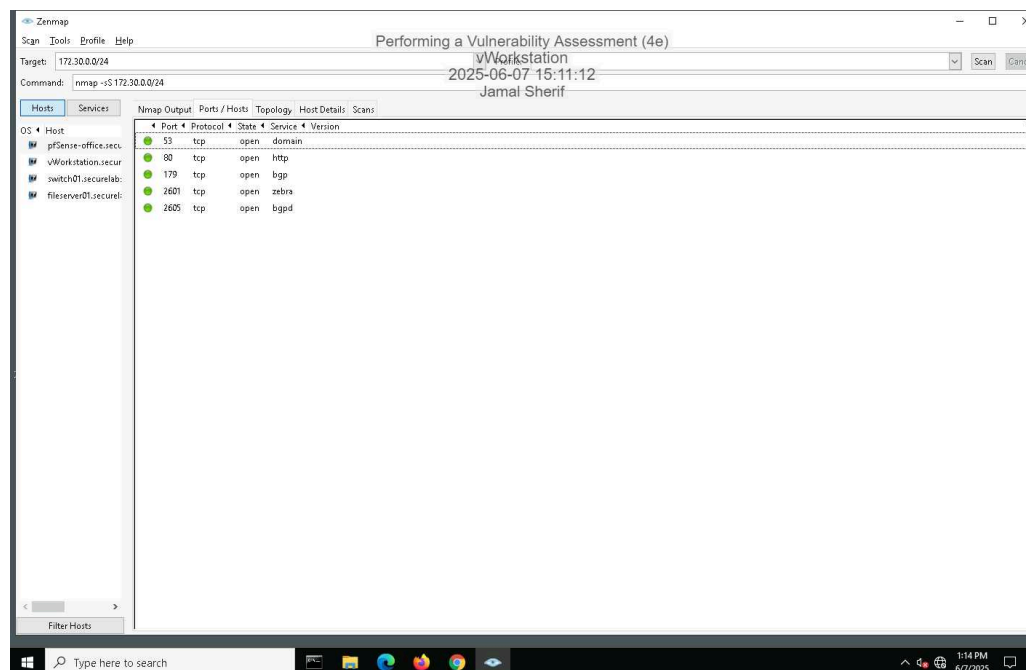 Zenmap
Scan Tools Profile Help
Performing a Vulnerability Assessment (4e)
vWorkstation
2025-06-07 15:11:12
Jamal Sherif
Target: 172.30.0.0/24 Profile: Scan
Command: nmap -sS 172.30.0.0/24
Hosts Services
Nmap Output Ports / Hosts Topology Host Details Scans
OS Host
pfSense-office.secu
vWorkstation.secur
switch01.securelab
fileserver01.securel
Port Protocol State Service Version
53 tcp open domain
80 tcp open http
179 tcp open bgp
2601 tcp open zebra
2605 tcp open bgpd
Filter Hosts
Type here to search
1:14 PM
6/7/2025